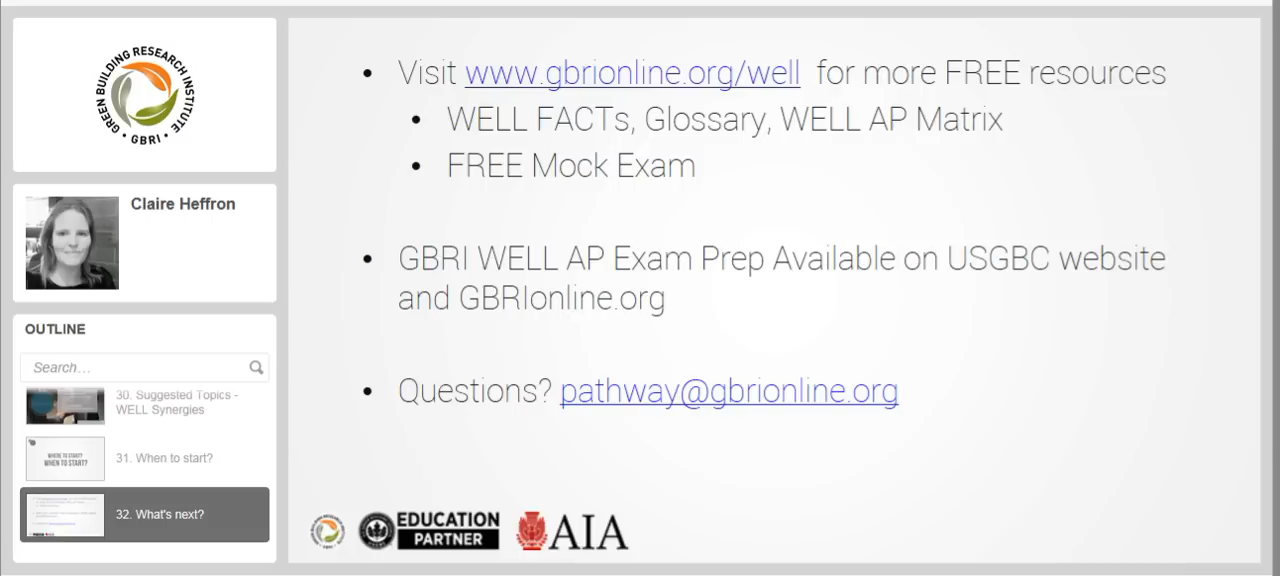 GREEN BUILDING RESEARCH INSTITUTE
• GBRI •
Claire Heffron
OUTLINE
Search...
30. Suggested Topics -
WELL Synergies
WHERE TO START?
WHEN TO START?
31. When to start?
32. What's next?
• Visit www.gbrionline.org/well for more FREE resources
• WELL FACTs, Glossary, WELL AP Matrix
• FREE Mock Exam
• GBRI WELL AP Exam Prep Available on USGBC website
and GBRIonline.org
• Questions? pathway@gbrionline.org
EDUCATION
PARTNER
AIA